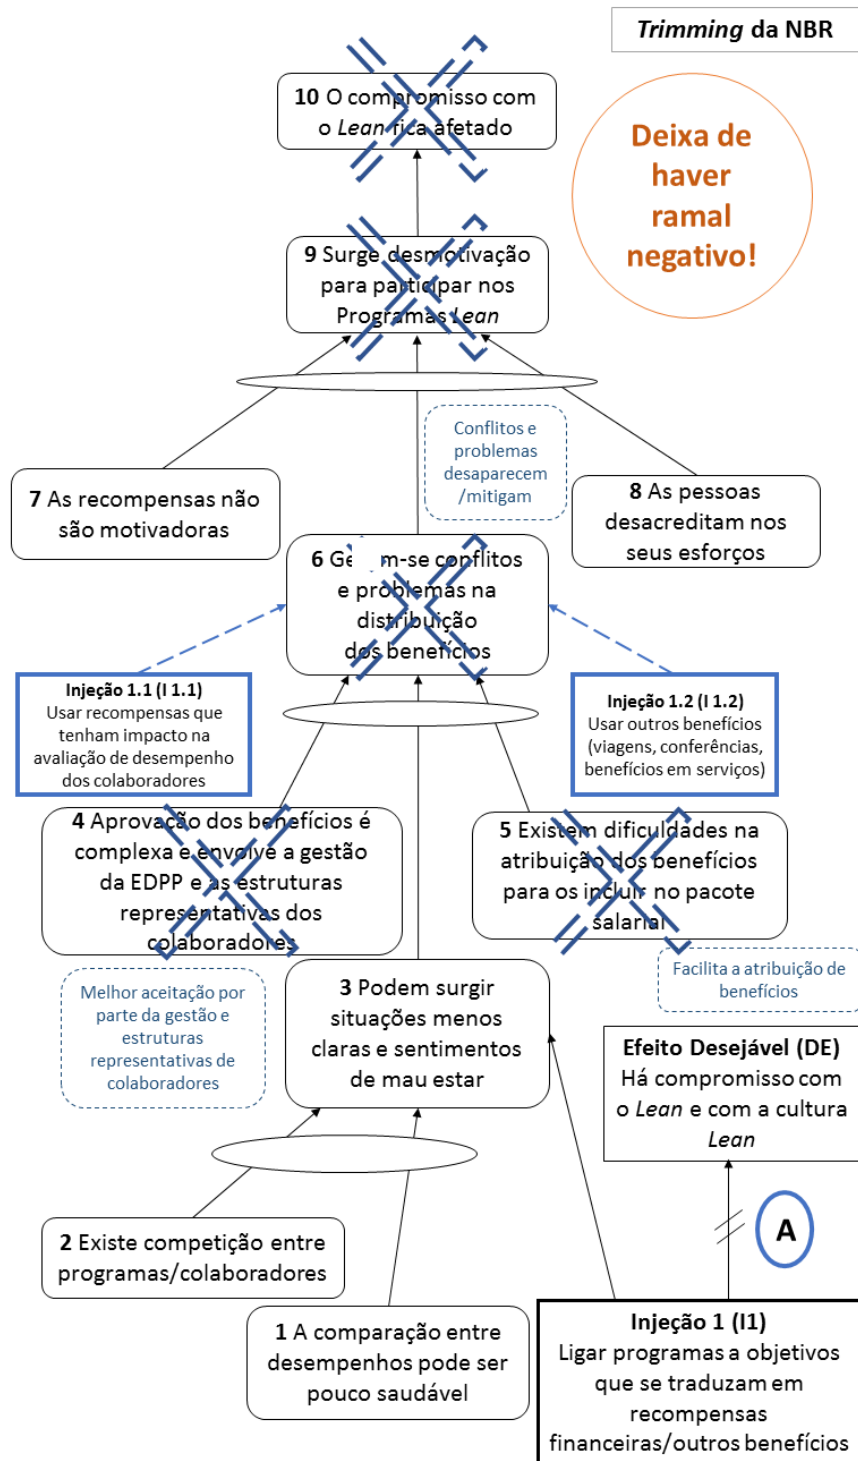 Trimming da NBR
10 O compromisso com
o Lean fica afetado
Deixa de
haver
ramal
negativo!
9 Surge desmotivação
para participar nos
Programas Lean
Conflitos e
problemas
desaparecem
/mitigam
7 As recompensas não
são motivadoras
8 As pessoas
desacreditam nos
seus esforços
6 Ge m-se conflitos
e problemas na
distribuição
dos benefícios
Injeção 1.1 (I 1.1)
Usar recompensas que
tenham impacto na
avaliação de desempenho
dos colaboradores
Injeção 1.2 (I 1.2)
Usar outros benefícios
(viagens, conferências,
benefícios em serviços)
4 Aprovação dos benefícios é
complexa e envolve a gestão
da EDPP e as estruturas
representativas dos
colaboradores
5 Existem dificuldades na
atribuição dos benefícios
para os incluir no pacote
salarial
Melhor aceitação por
parte da gestão e
estruturas
representativas de
colaboradores
Facilita a atribuição de
benefícios
3 Podem surgir
situações menos
claras e sentimentos
de mau estar
Efeito Desejável (DE)
Há compromisso com
o Lean e com a cultura
Lean
A
2 Existe competição entre
programas/colaboradores
1 A comparação entre
desempenhos pode ser
pouco saudável
Injeção 1 (I1)
Ligar programas a objetivos
que se traduzam em
recompensas
financeiras/outros benefícios